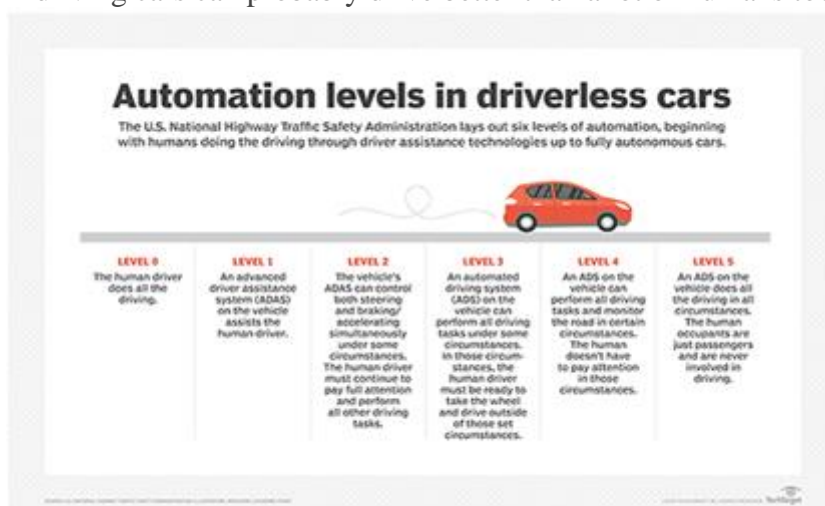 Automation levels in driverless cars
The U.S. National Highway Traffic Safety Administration lays out six levels of automation, beginning
with humans doing the driving through driver assistance technologies up to fully autonomous cars.
LEVEL 0
The human driver
does all the
driving.
LEVEL 1
An advanced
driver assistance
system (ADAS)
on the vehicle
assists the
human driver.
LEVEL 2
The vehicle's
ADAS can control
both steering
and braking/
accelerating
simultaneously
under some
circumstances.
The human driver
must continue to
pay full attention
and perform
all other driving
tasks.
LEVEL 3
An automated
driving system
(ADS) on the
vehicle can
perform all driving
tasks under some
circumstances.
In those circum-
stances, the
human driver
must be ready to
take the wheel
and drive outside
of those set
circumstances.
LEVEL 4
An ADS on the
vehicle can
perform all driving
tasks and monitor
the road in certain
circumstances.
The human
doesn't have
to pay attention
in those
circumstances.
LEVEL 5
An ADS on the
vehicle does all
the driving in all
circumstances.
The human
occupants are
just passengers
and are never
involved in
driving.
TechTarget